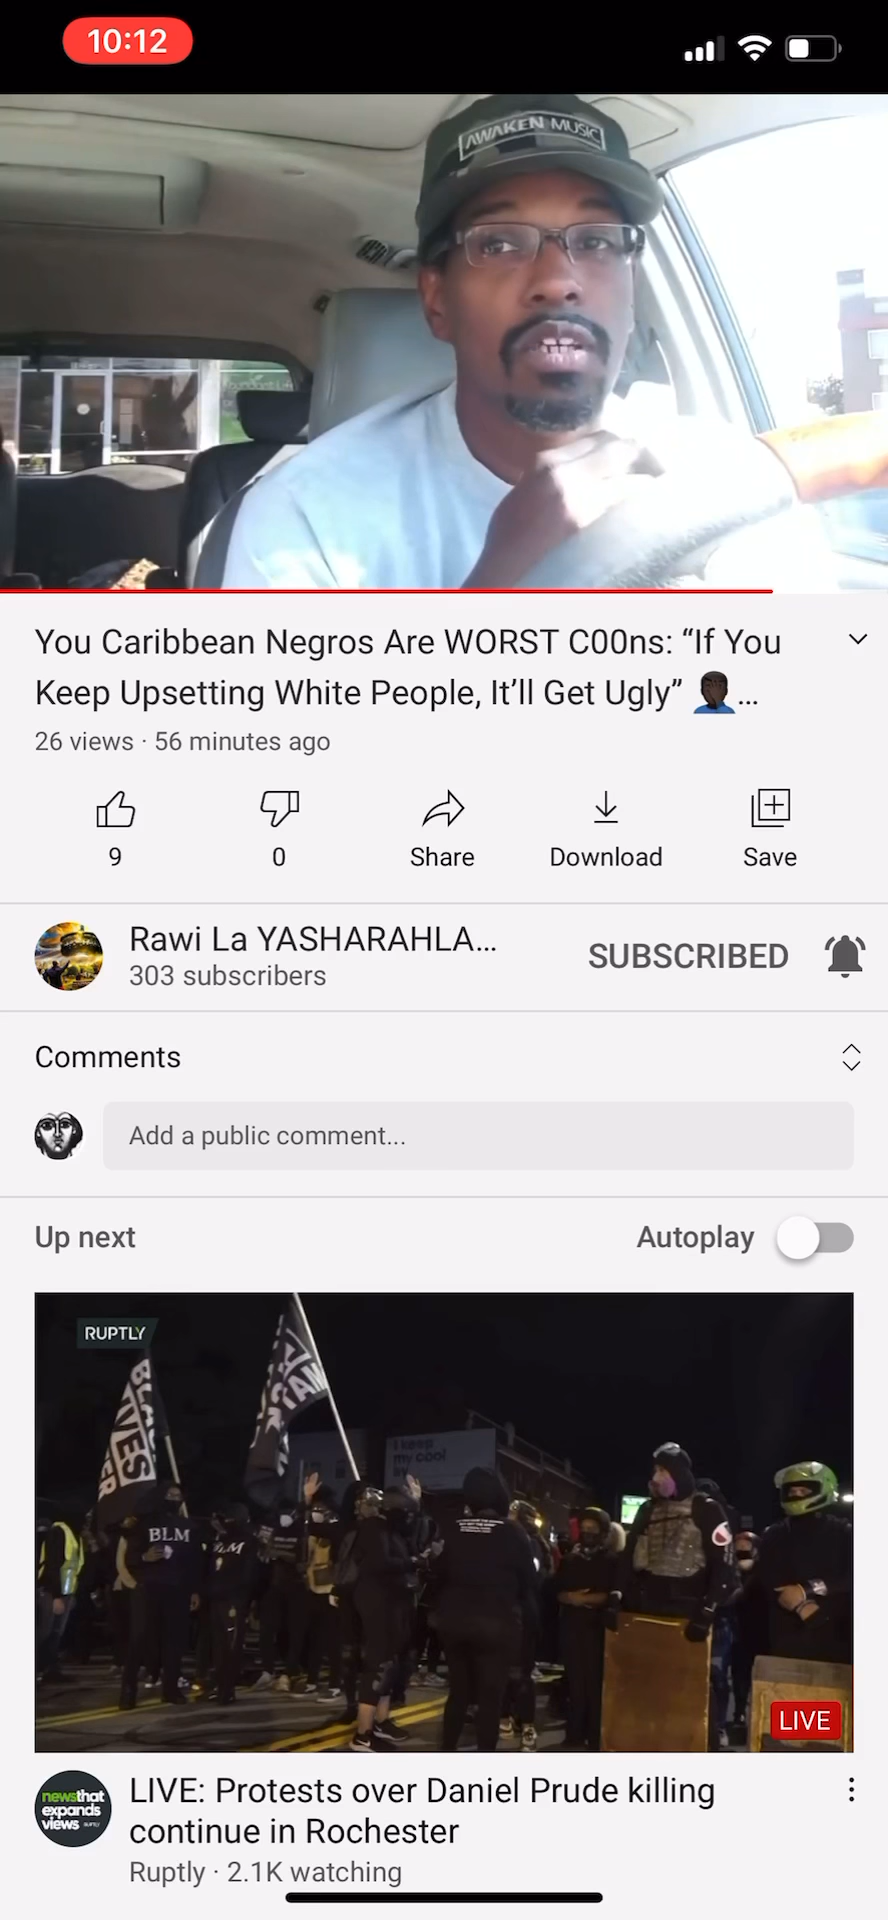 10:12
AWAKEN MUSIC
You Caribbean Negros Are WORST C00ns: “If You
Keep Upsetting White People, It’ll Get Ugly” 🤦🏿‍♂️...
26 views · 56 minutes ago
9
0
Share
Download
Save
Rawi La YASHARAHLA...
303 subscribers
SUBSCRIBED
Comments
Add a public comment...
Up next
Autoplay
RUPTLY
LIVES
BLM
I keep
my cool
LIVE
newsthat
expands
views
LIVE: Protests over Daniel Prude killing
continue in Rochester
Ruptly · 2.1K watching